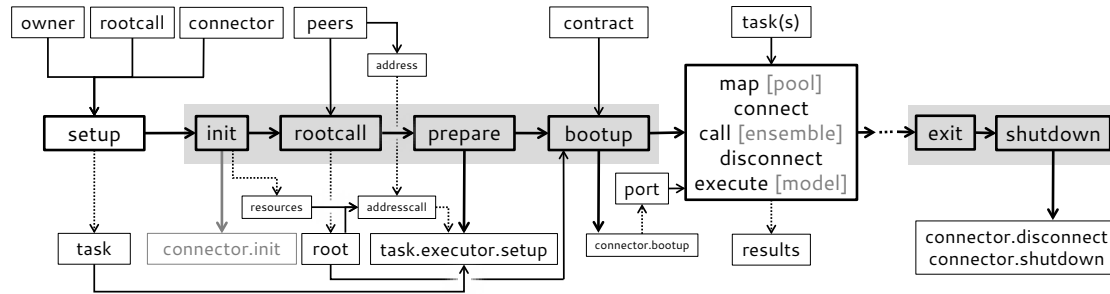 owner
rootcall
connector
peers
contract
task(s)
address
setup
init
rootcall
prepare
bootup
map [pool]
connect
call [ensemble]
disconnect
execute [model]
exit
shutdown
resources
addresscall
port
task
connector.init
root
task.executor.setup
connector.bootup
results
connector.disconnect
connector.shutdown